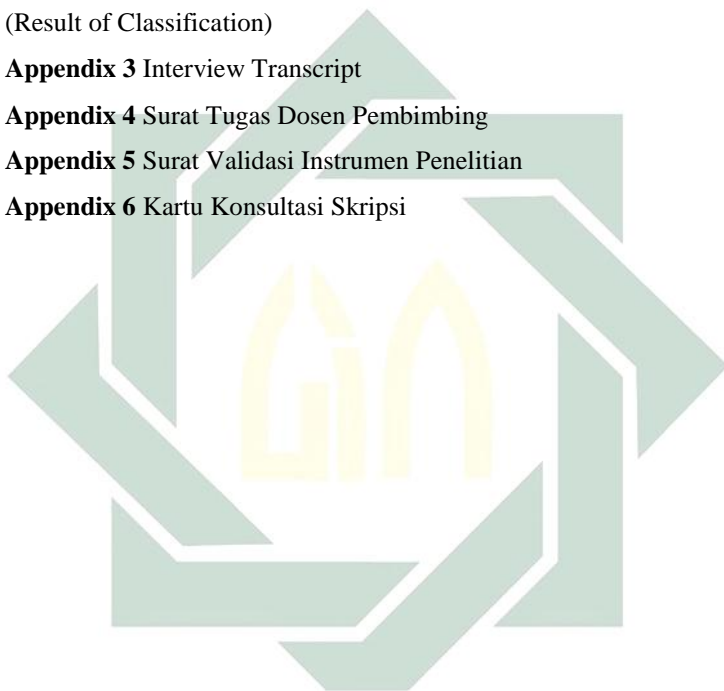 (Result of Classification)
Appendix 3 Interview Transcript
Appendix 4 Surat Tugas Dosen Pembimbing
Appendix 5 Surat Validasi Instrumen Penelitian
Appendix 6 Kartu Konsultasi Skripsi